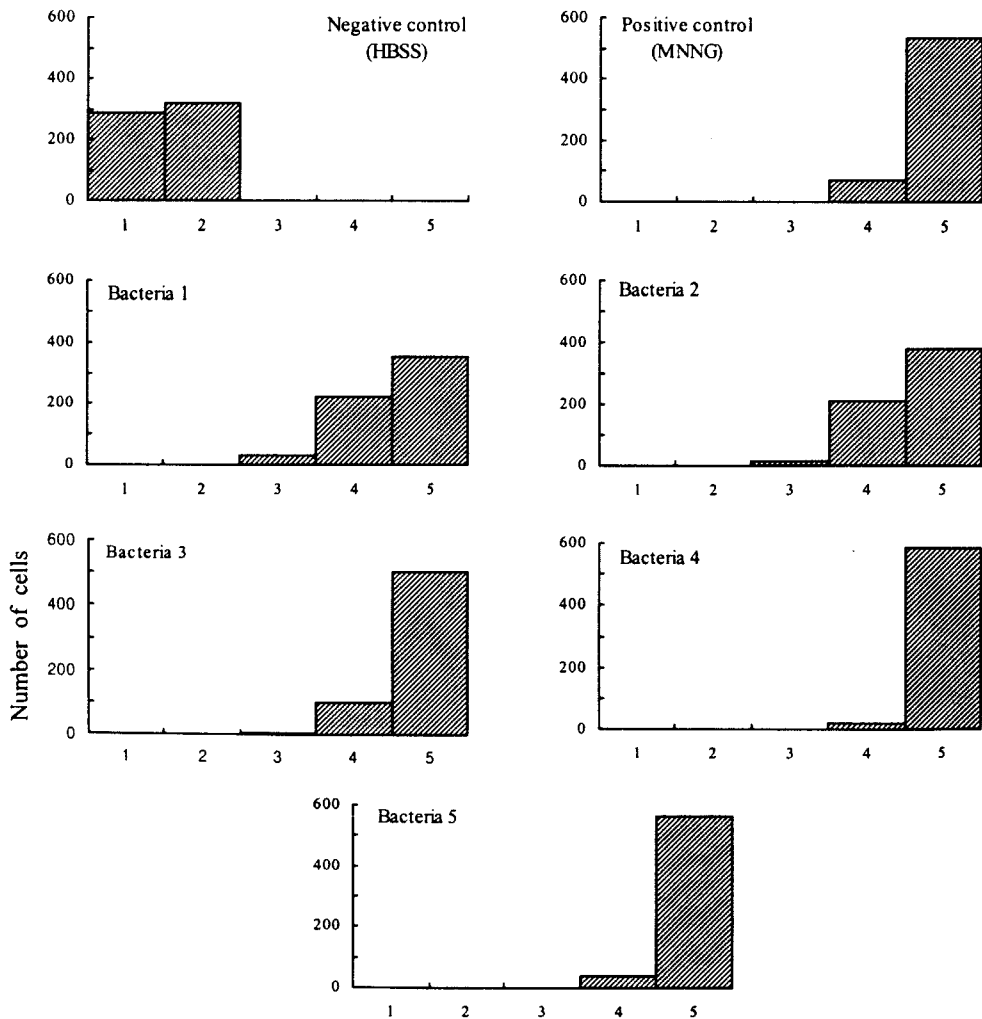 600
400
200
0
Negative control
(HBSS)
1 2 3 4 5
600
400
200
0
Positive control
(MNNG)
1 2 3 4 5
600
400
200
0
Bacteria 1
1 2 3 4 5
600
400
200
0
Bacteria 2
1 2 3 4 5
Number of cells
600
400
200
0
Bacteria 3
1 2 3 4 5
600
400
200
0
Bacteria 4
1 2 3 4 5
600
400
200
0
Bacteria 5
1 2 3 4 5